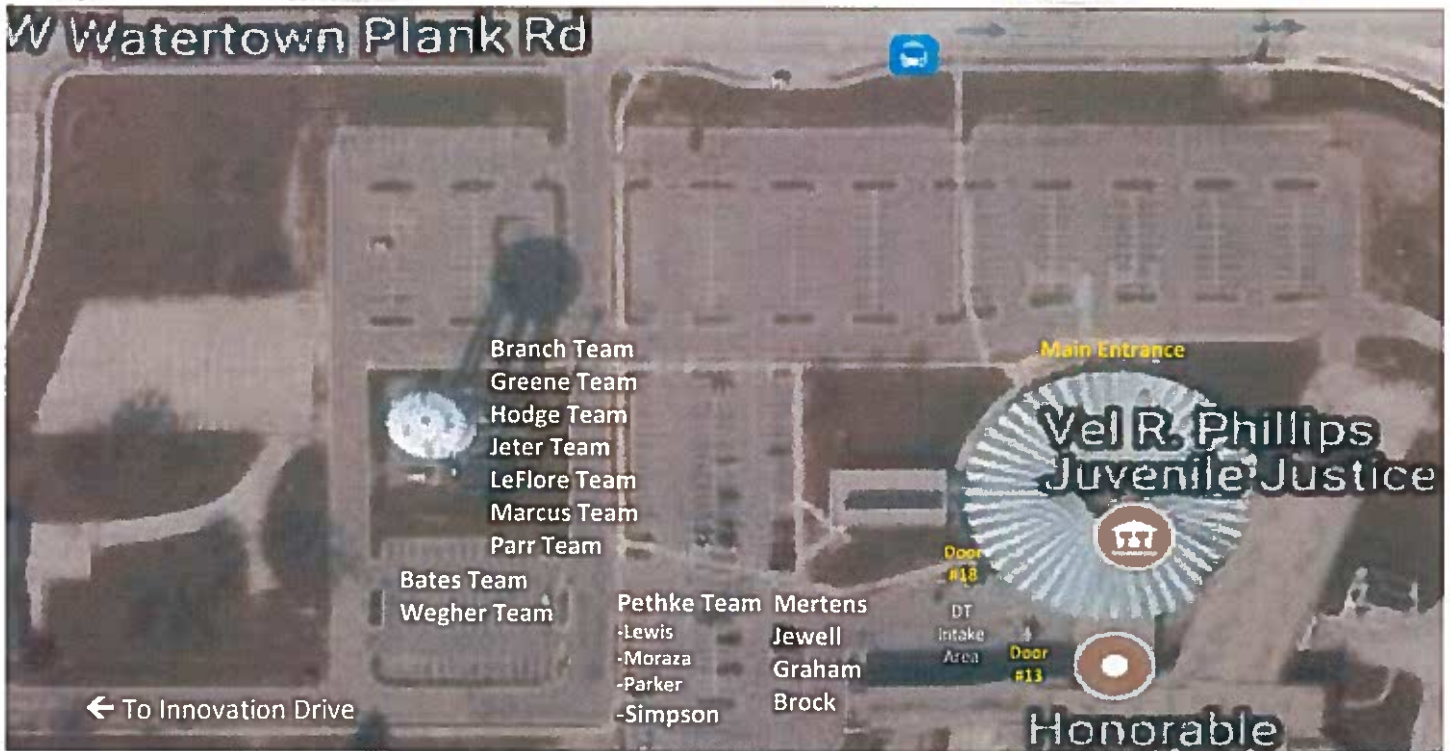 W Watertown Plank Rd
Branch Team
Greene Team
Hodge Team
Jeter Team
LeFlore Team
Marcus Team
Parr Team
Bates Team
Wegher Team
Pethke Team
-Lewis
-Moraza
-Parker
-Simpson
Mertens
Jewell
Graham
Brock
Main Entrance
Vel R. Phillips
Juvenile Justice
Door
#18
DT
Intake
Area
Door
#13
Honorable
← To Innovation Drive